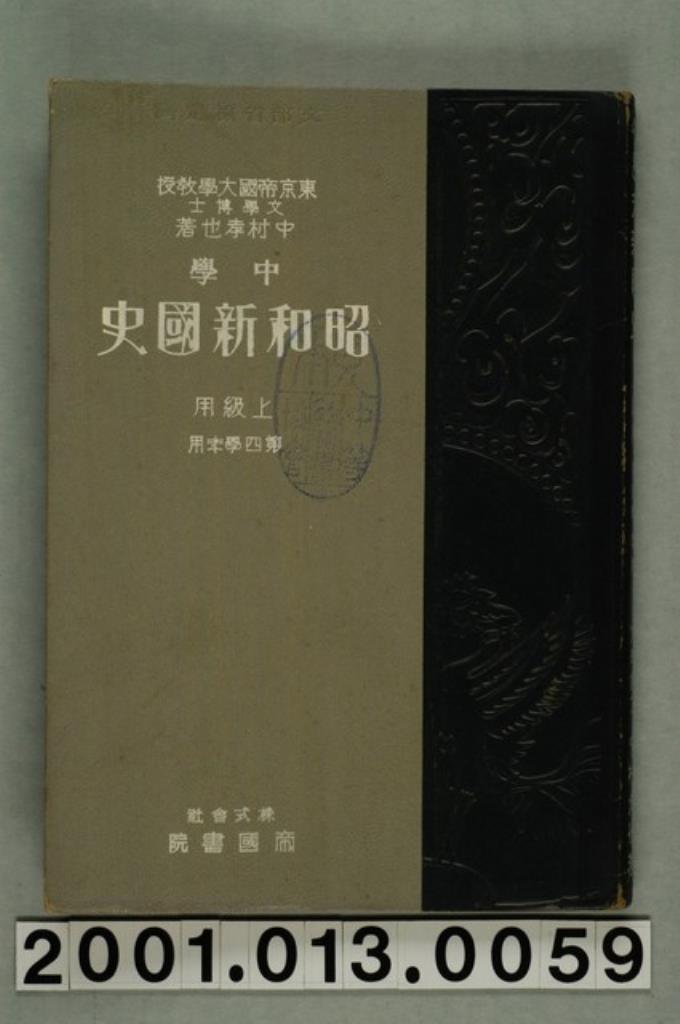 東京帝國大學教授
文學博士
中村孝也著
中學
昭和新國史
上級用
第四學年用
株式會社
帝國書院
2001.013.0059